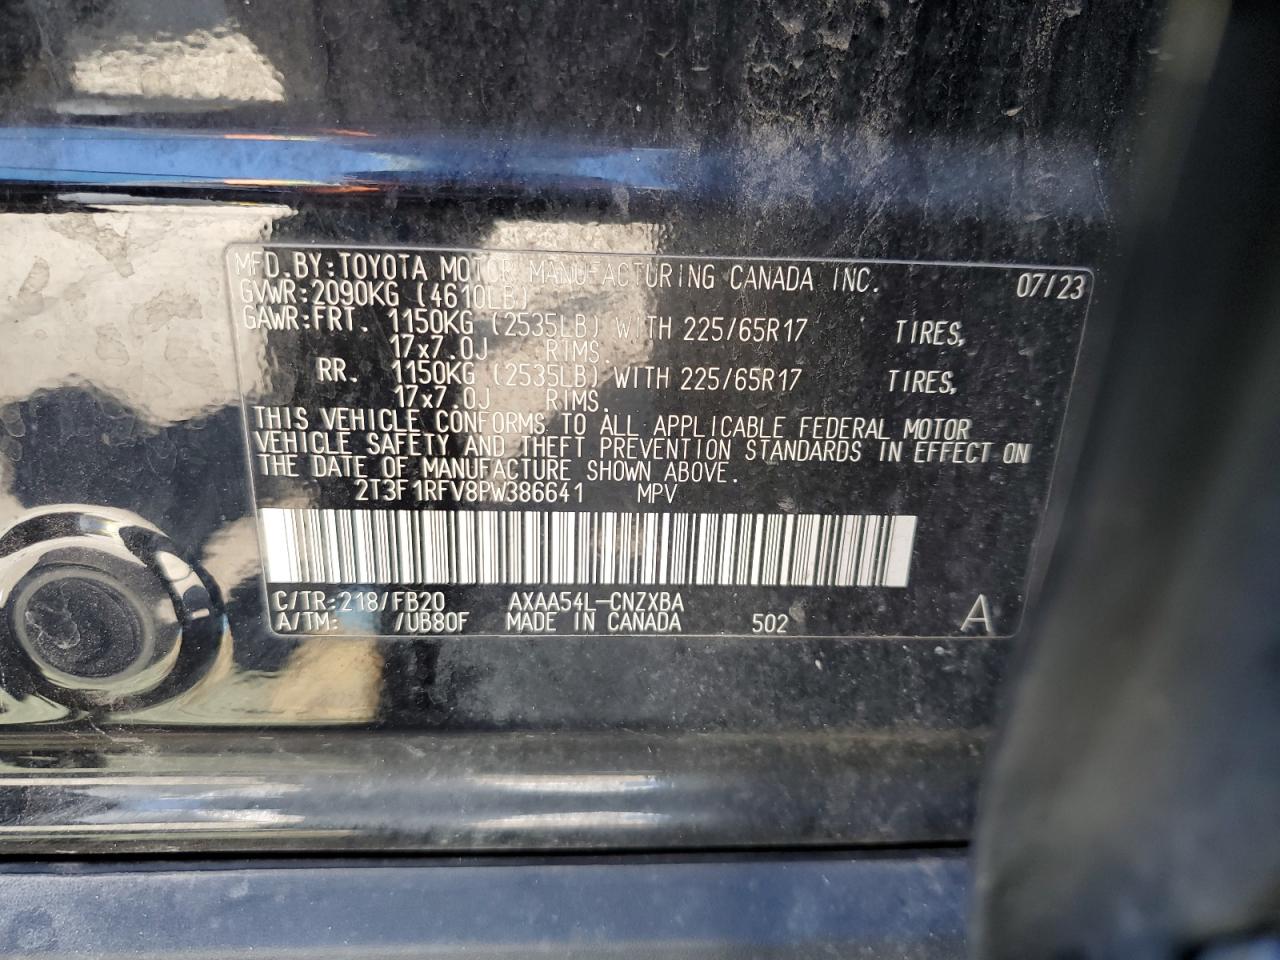 MFD.BY:TOYOTA MOTOR MANUFACTURING CANADA INC. 07/23
GVWR:2090KG (4610LB)
GAWR:FRT. 1150KG (2535LB) WITH 225/65R17 TIRES,
17x7.0J RIMS.
RR. 1150KG (2535LB) WITH 225/65R17 TIRES,
17x7.0J RIMS.
THIS VEHICLE CONFORMS TO ALL APPLICABLE FEDERAL MOTOR
VEHICLE SAFETY AND THEFT PREVENTION STANDARDS IN EFFECT ON
THE DATE OF MANUFACTURE SHOWN ABOVE.
2T3F1RFV8PW386641 MPV
C/TR:218/FB20 AXAA54L-CNZXBA
A/TM: /UB80F MADE IN CANADA 502 A